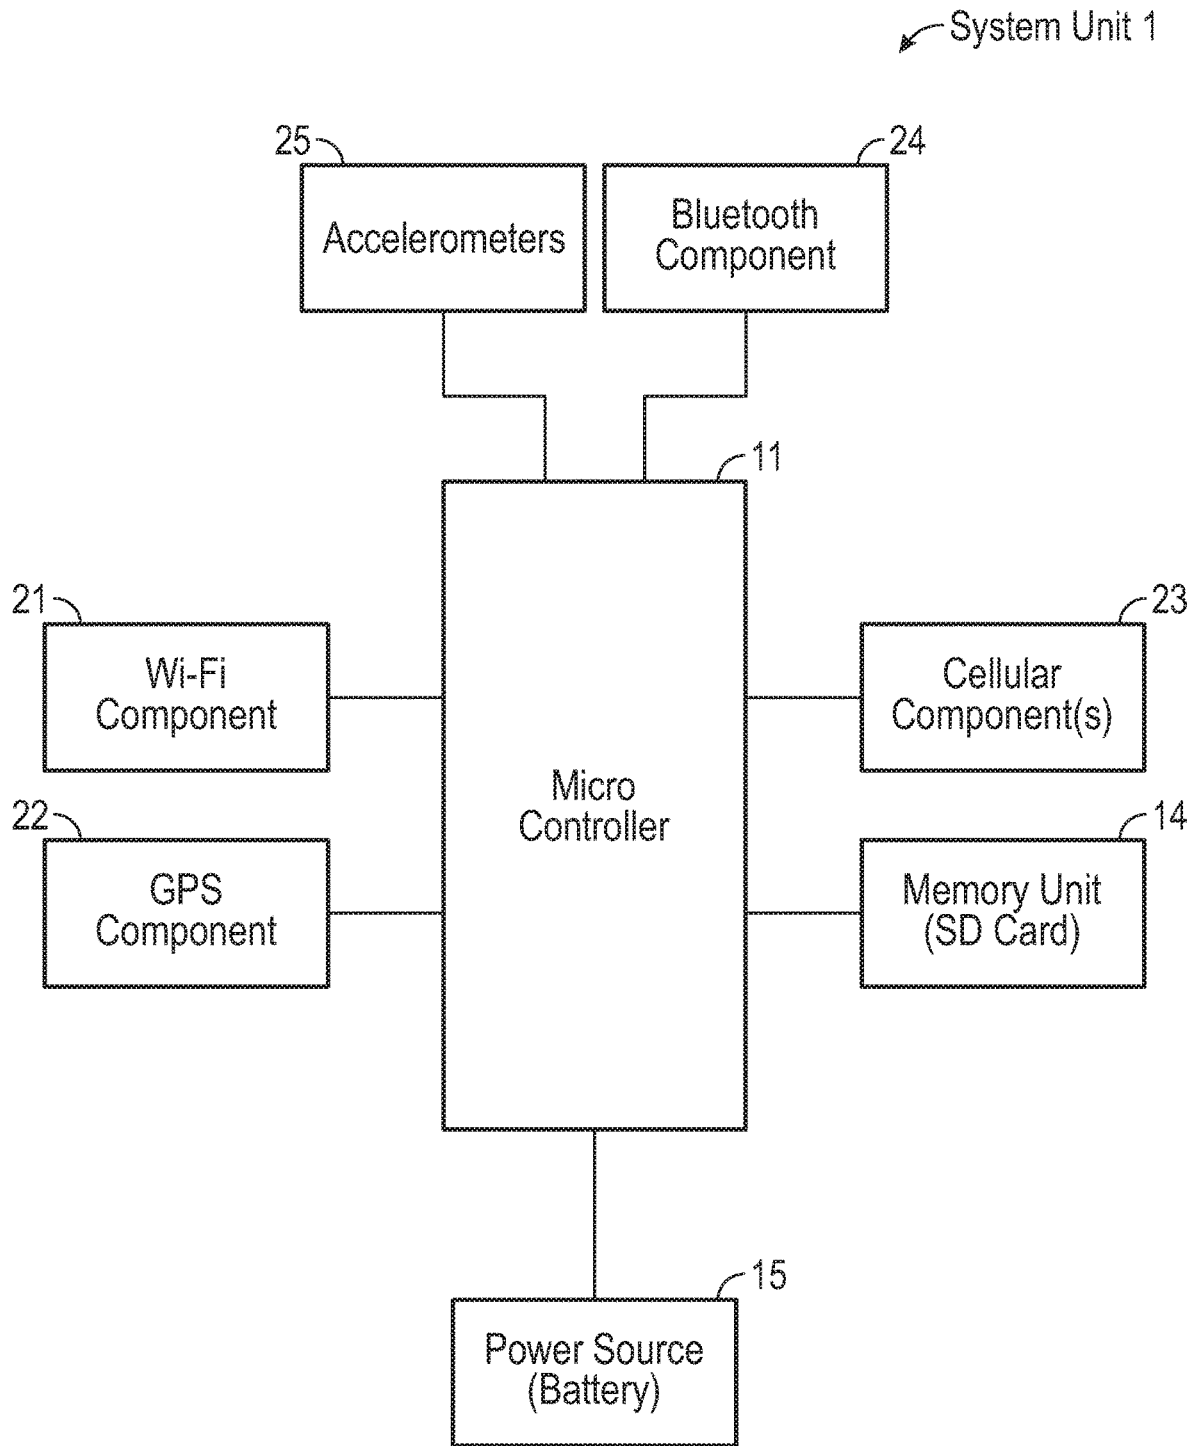 System Unit 1
25
24
Accelerometers
Bluetooth
Component
11
21
23
Wi-Fi
Component
Cellular
Component(s)
Micro
Controller
22
14
GPS
Component
Memory Unit
(SD Card)
15
Power Source
(Battery)